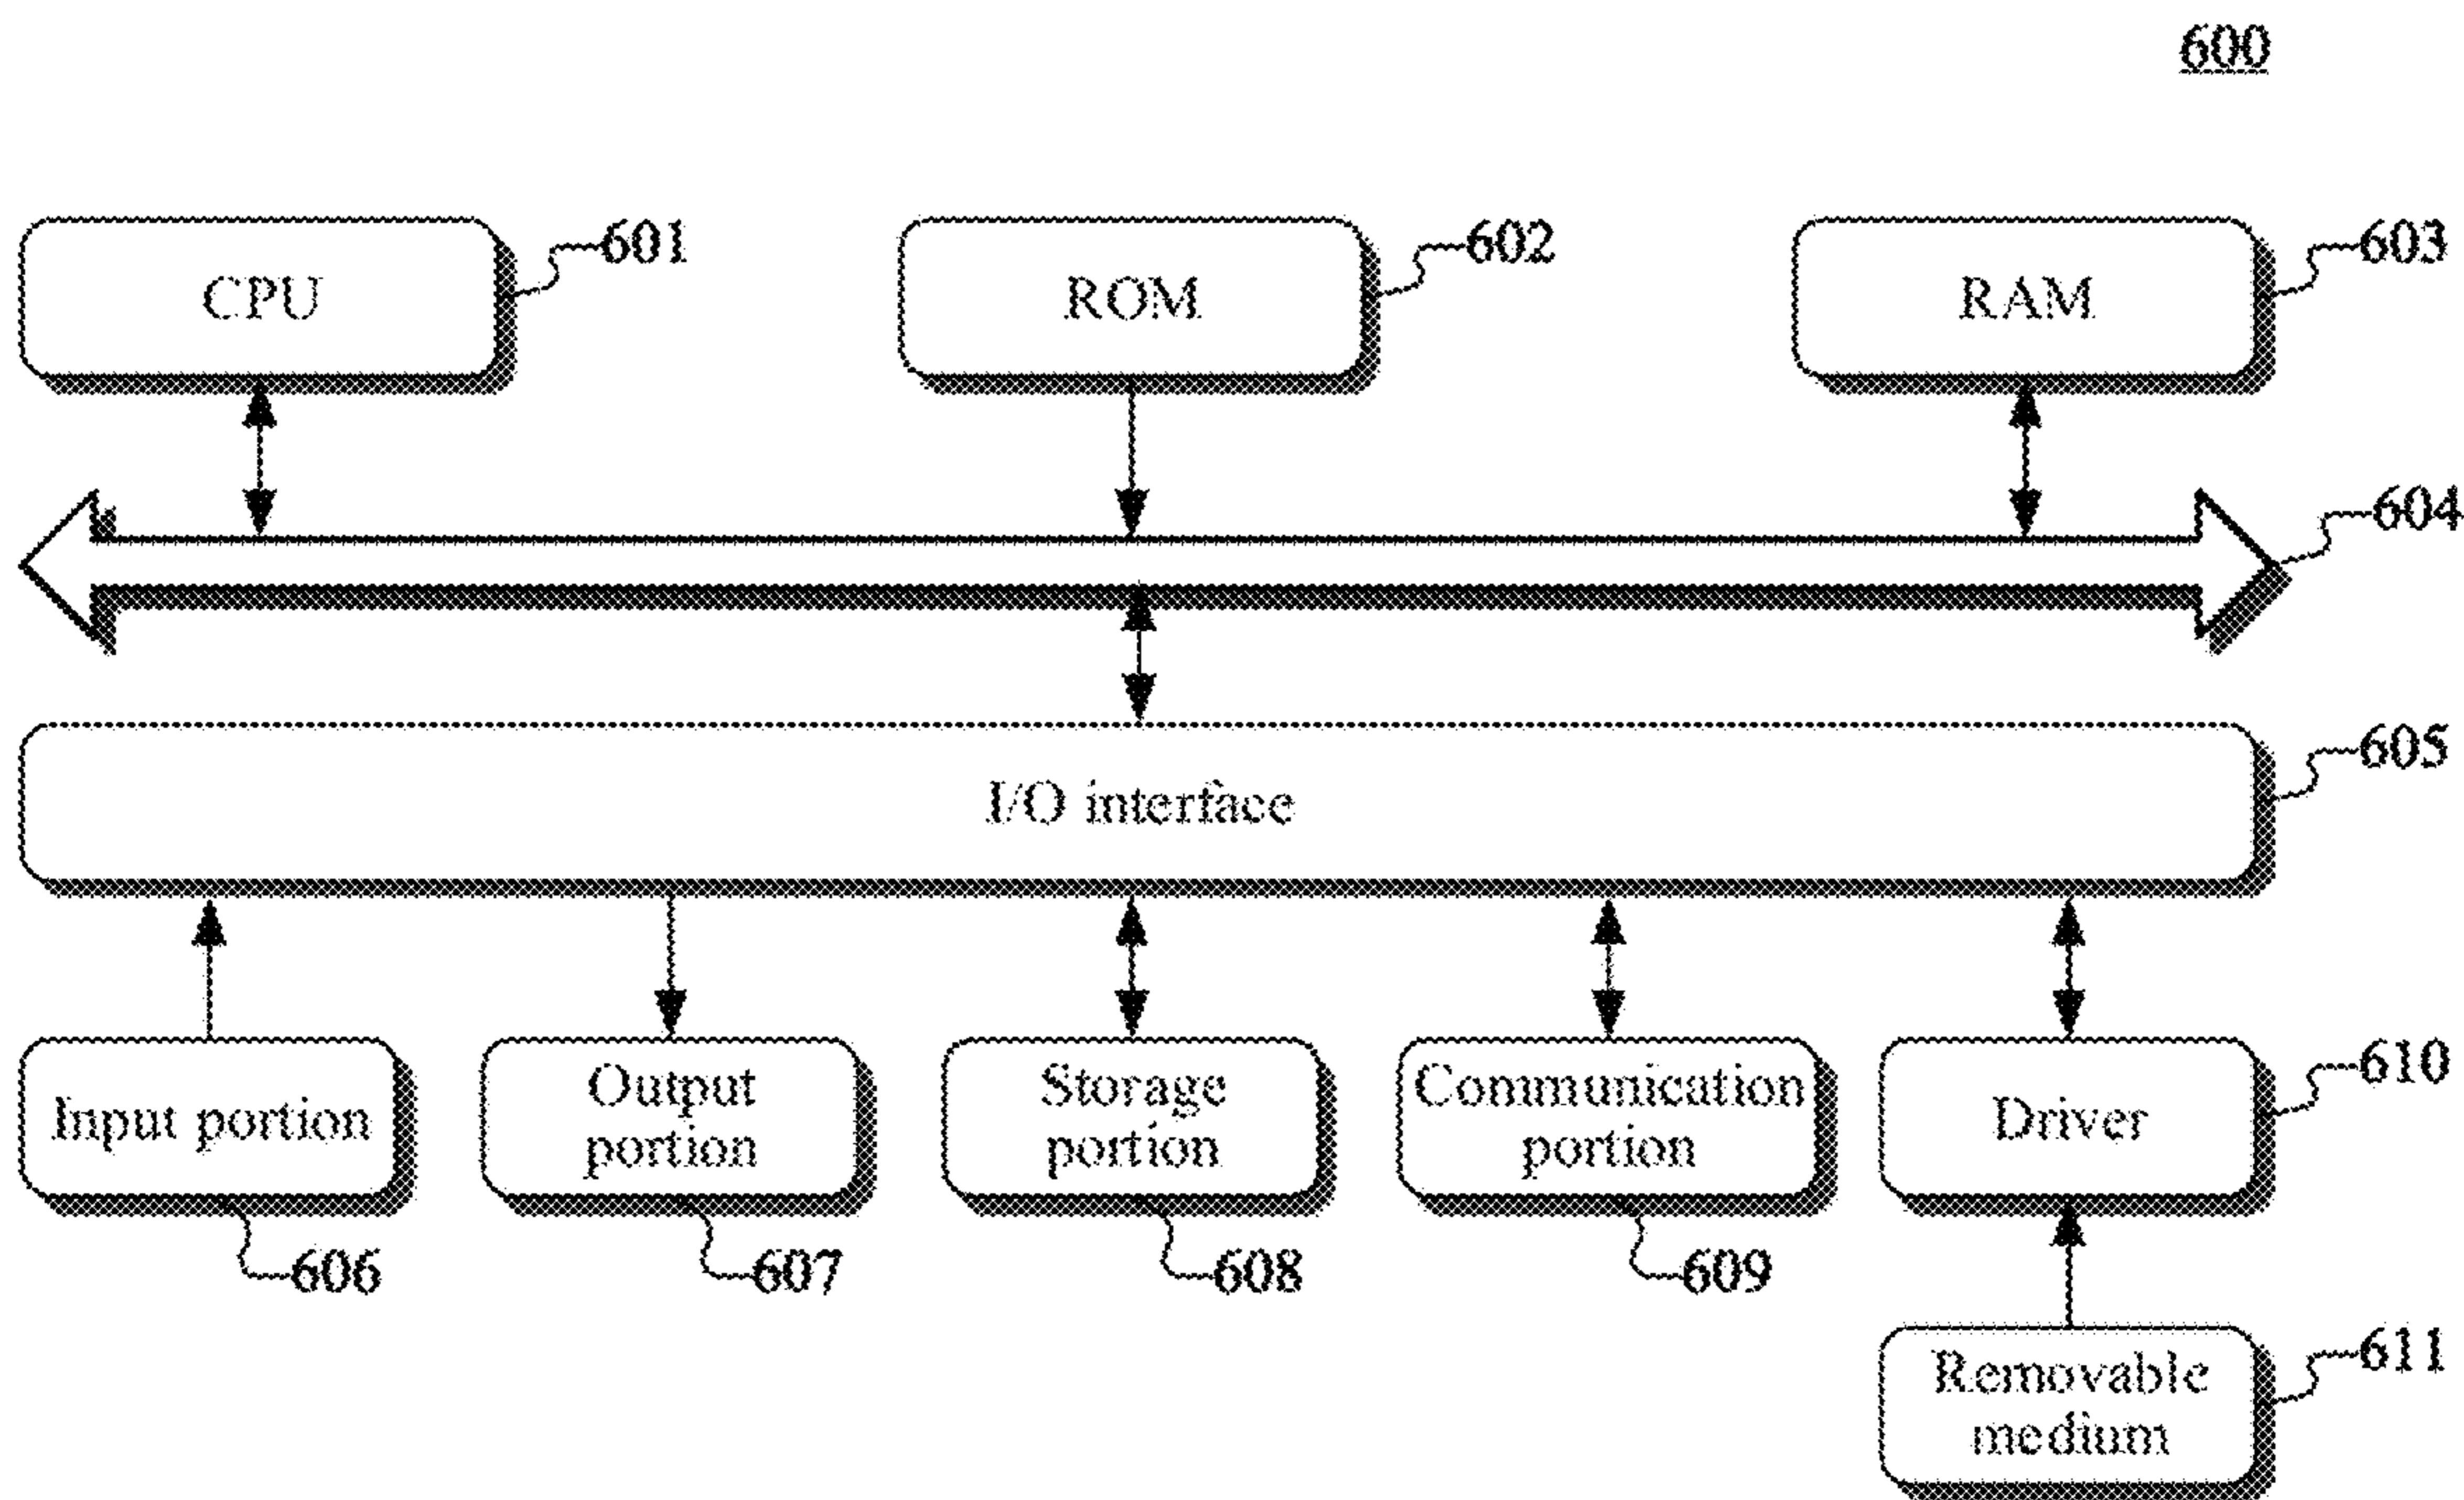 600
CPU
601
ROM
602
RAM
603
604
I/O interface
605
Input portion
606
Output
portion
607
Storage
portion
608
Communication
portion
609
Driver
610
Removable
medium
611